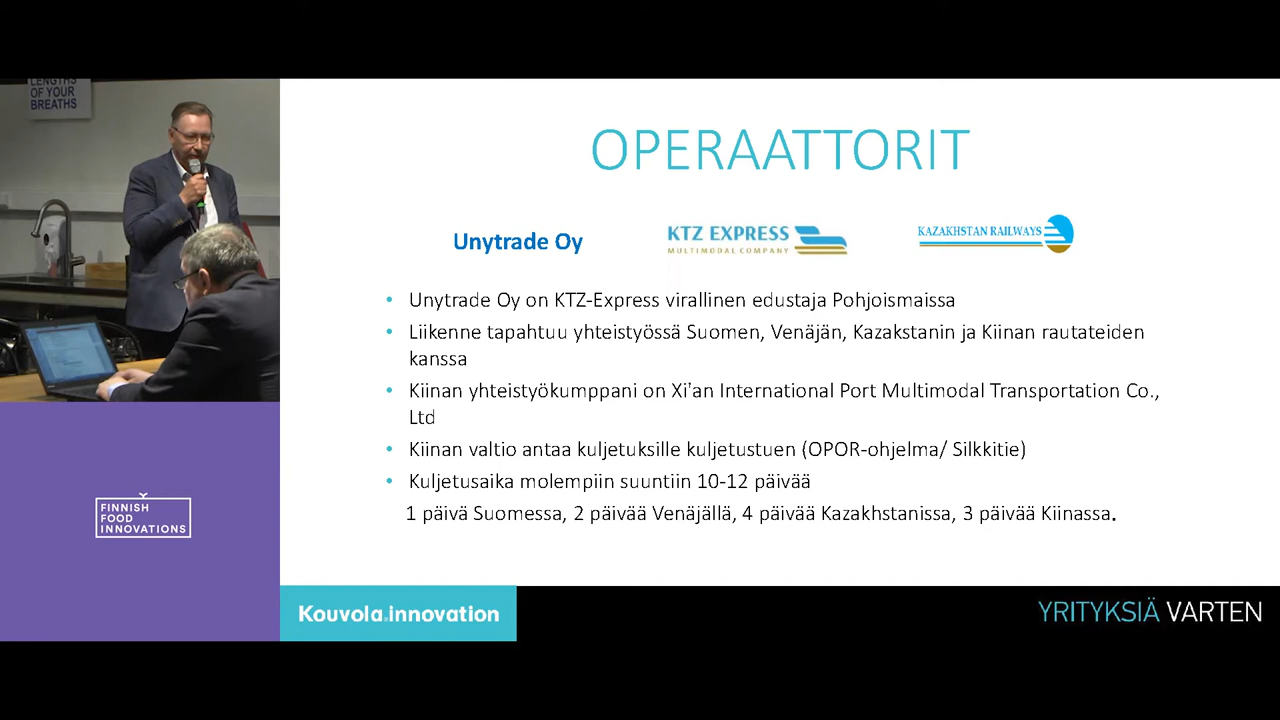 LENGTHS
OF YOUR
BREATHS
OPERAATTORIT
Unytrade Oy
KTZ EXPRESS
MULTIMODAL COMPANY
KAZAKHSTAN RAILWAYS
• Unytrade Oy on KTZ-Express virallinen edustaja Pohjoismaissa
• Liikenne tapahtuu yhteistyössä Suomen, Venäjän, Kazakstanin ja Kiinan rautateiden
kanssa
• Kiinan yhteistyökumppani on Xi'an International Port Multimodal Transportation Co.,
Ltd
• Kiinan valtio antaa kuljetuksille kuljetustuen (OPOR-ohjelma/ Silkkitie)
• Kuljetusaika molempiin suuntiin 10-12 päivää
1 päivä Suomessa, 2 päivää Venäjällä, 4 päivää Kazakhstanissa, 3 päivää Kiinassa.
FINNISH
FOOD
INNOVATIONS
Kouvola.innovation
YRITYKSIÄ VARTEN